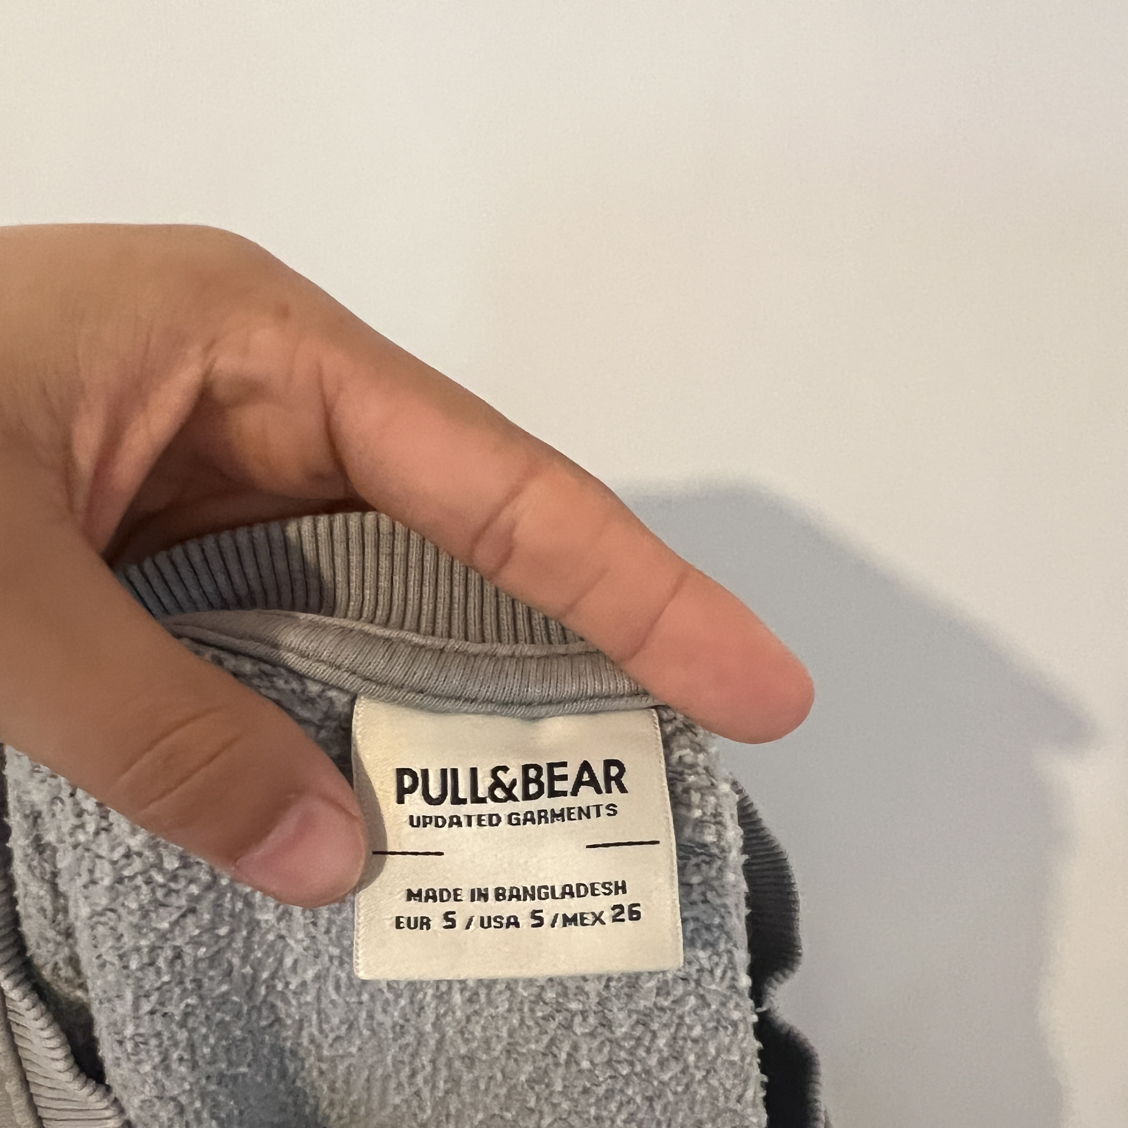 PULL&BEAR
UPDATED GARMENTS
MADE IN BANGLADESH
EUR S / USA S / MEX 26